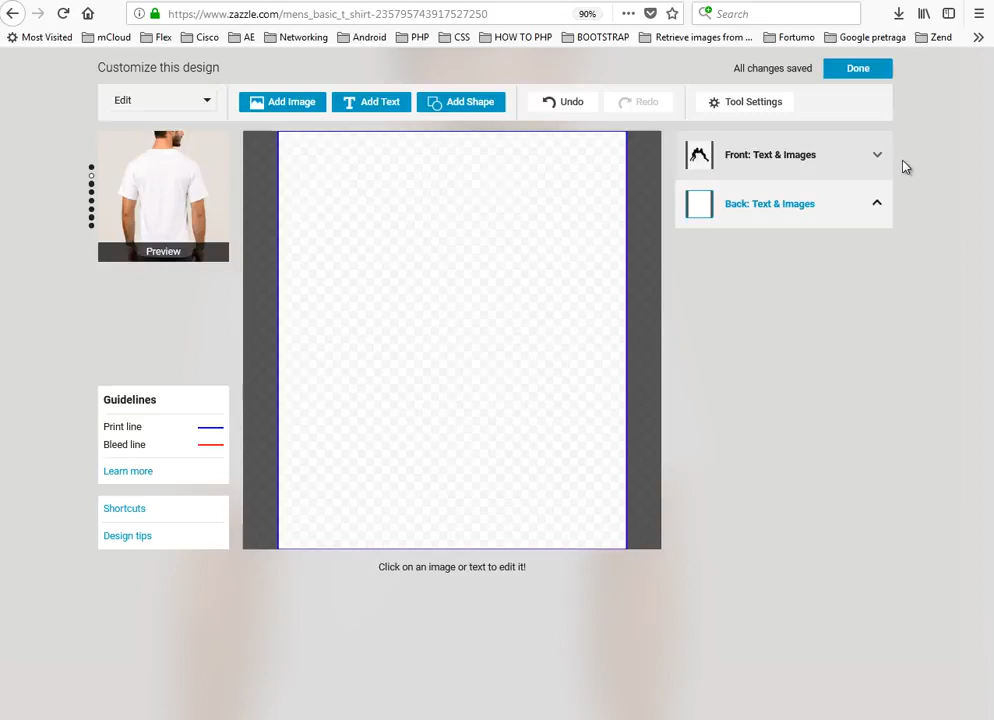 https://www.zazzle.com/mens_basic_t_shirt-235795743917527250
90%
Search
Most Visited
mCloud
Flex
Cisco
AE
Networking
Android
PHP
CSS
HOW TO PHP
BOOTSTRAP
Retrieve images from ...
Fortumo
Google pretraga
Zend
Customize this design
All changes saved
Done
Edit
Add Image
Add Text
Add Shape
Undo
Redo
Tool Settings
Front: Text & Images
Back: Text & Images
Preview
Guidelines
Print line
Bleed line
Learn more
Shortcuts
Design tips
Click on an image or text to edit it!